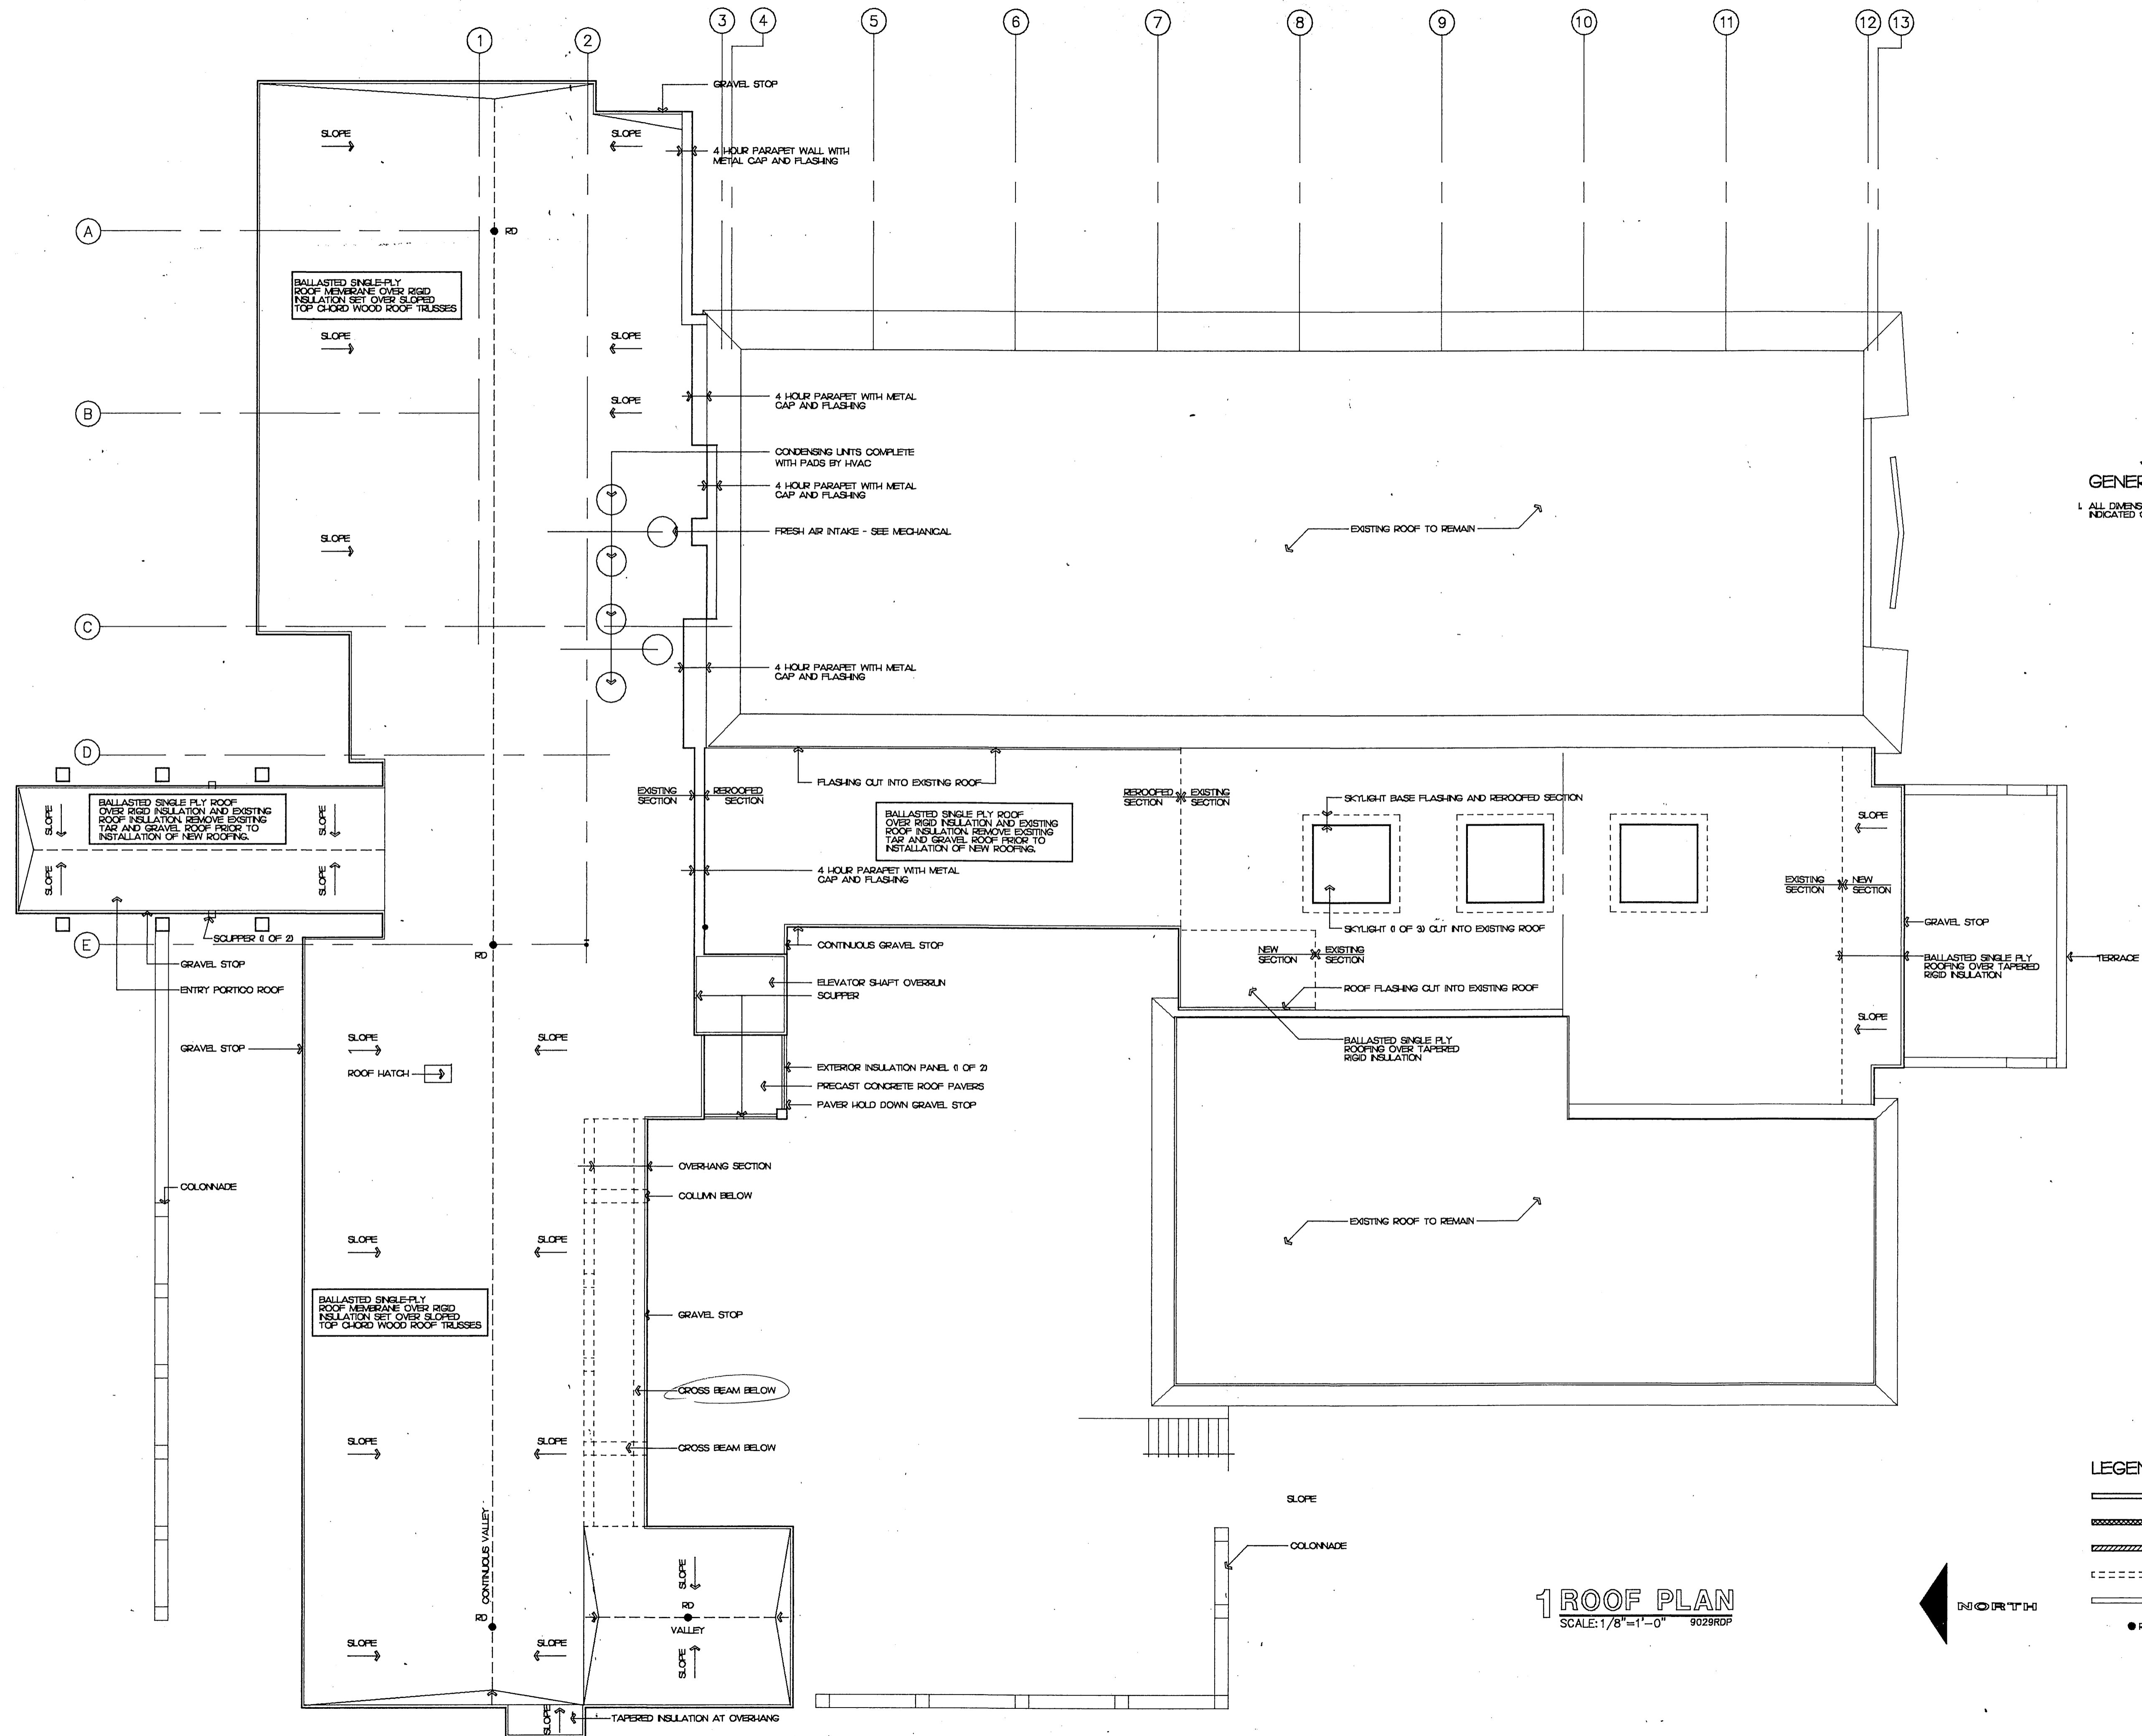 1
2
3
4
5
6
7
8
9
10
11
12
13
GRAVEL STOP
SLOPE
SLOPE
4 HOUR PARAPET WALL WITH
METAL CAP AND FLASHING
A
RD
BALLASTED SINGLE-PLY
ROOF MEMBRANE OVER RIGID
INSULATION SET OVER SLOPED
TOP CHORD WOOD ROOF TRUSSES
SLOPE
SLOPE
SLOPE
B
4 HOUR PARAPET WITH METAL
CAP AND FLASHING
CONDENSING UNITS COMPLETE
WITH PADS BY HVAC
4 HOUR PARAPET WITH METAL
CAP AND FLASHING
FRESH AIR INTAKE - SEE MECHANICAL
SLOPE
EXISTING ROOF TO REMAIN
GENER
1. ALL DIMENS
INDICATED
C
4 HOUR PARAPET WITH METAL
CAP AND FLASHING
D
FLASHING CUT INTO EXISTING ROOF
EXISTING
SECTION
REROOFED
SECTION
REROOFED
SECTION
EXISTING
SECTION
SLOPE
SLOPE
SLOPE
SLOPE
BALLASTED SINGLE PLY ROOF
OVER RIGID INSULATION AND EXISTING
ROOF INSULATION. REMOVE EXSITING
TAR AND GRAVEL ROOF PRIOR TO
INSTALLATION OF NEW ROOFING.
BALLASTED SINGLE PLY ROOF
OVER RIGID INSULATION AND EXISTING
ROOF INSULATION. REMOVE EXSITING
TAR AND GRAVEL ROOF PRIOR TO
INSTALLATION OF NEW ROOFING.
SKYLIGHT BASE FLASHING AND REROOFED SECTION
SLOPE
4 HOUR PARAPET WITH METAL
CAP AND FLASHING
EXISTING
SECTION
NEW
SECTION
GRAVEL STOP
SKYLIGHT (1 OF 3) CUT INTO EXISTING ROOF
SCUPPER (1 OF 2)
E
RD
CONTINUOUS GRAVEL STOP
NEW
SECTION
EXISTING
SECTION
BALLASTED SINGLE PLY
ROOFING OVER TAPERED
RIGID INSULATION
TERRACE
GRAVEL STOP
ENTRY PORTICO ROOF
ELEVATOR SHAFT OVERRUN
SCUPPER
ROOF FLASHING CUT INTO EXISTING ROOF
SLOPE
GRAVEL STOP
SLOPE
SLOPE
BALLASTED SINGLE PLY
ROOFING OVER TAPERED
RIGID INSULATION
ROOF HATCH
EXTERIOR INSULATION PANEL (1 OF 2)
PRECAST CONCRETE ROOF PAVERS
PAVER HOLD DOWN GRAVEL STOP
OVERHANG SECTION
COLONNADE
COLUMN BELOW
EXISTING ROOF TO REMAIN
SLOPE
SLOPE
BALLASTED SINGLE-PLY
ROOF MEMBRANE OVER RIGID
INSULATION SET OVER SLOPED
TOP CHORD WOOD ROOF TRUSSES
GRAVEL STOP
CROSS BEAM BELOW
SLOPE
SLOPE
CROSS BEAM BELOW
CONTINUOUS VALLEY
SLOPE
COLONNADE
LEGEN
SLOPE
RD
VALLEY
SLOPE
RD
SLOPE
SLOPE
1 ROOF PLAN
SCALE: 1/8"=1'-0" 9029RDP
NORTH
SLOPE
TAPERED INSULATION AT OVERHANG